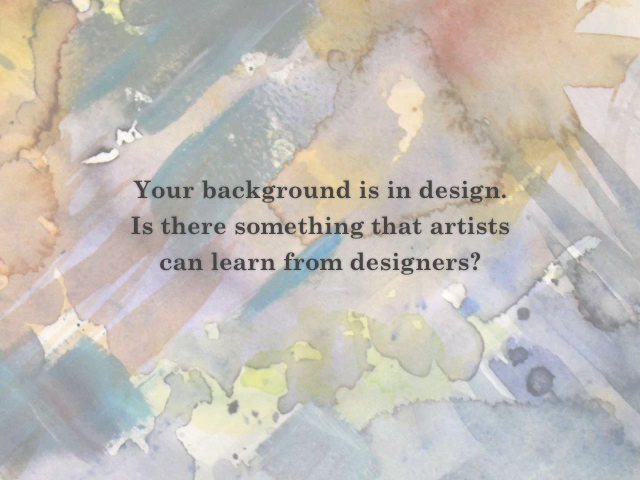 Your background is in design.
Is there something that artists
can learn from designers?